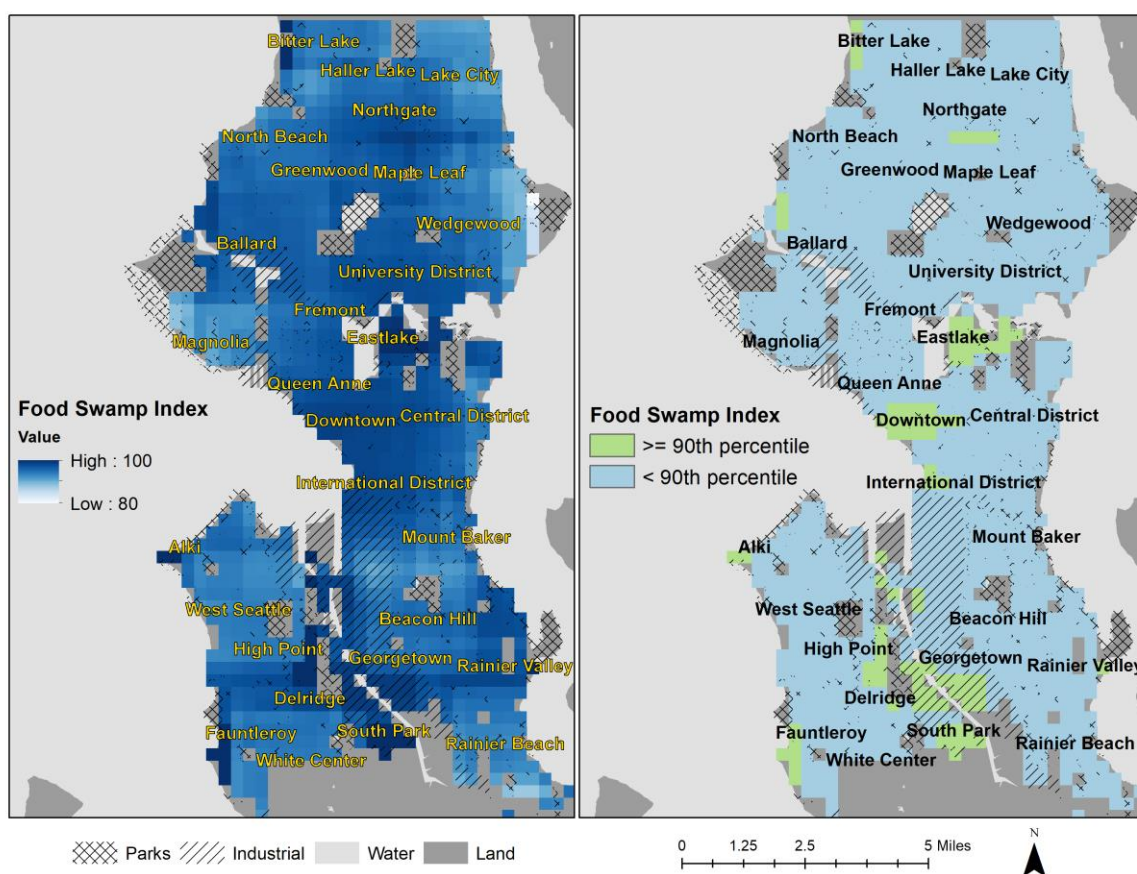 Bitter Lake
Haller Lake
Lake City
Northgate
North Beach
Greenwood
Maple Leaf
Wedgewood
Ballard
University District
Fremont
Magnolia
Eastlake
Queen Anne
Downtown
Central District
International District
Alki
Mount Baker
West Seattle
Beacon Hill
High Point
Georgetown
Rainier Valley
Delridge
Fauntleroy
South Park
Rainier Beach
White Center
Food Swamp Index
Value
High : 100
Low : 80
Bitter Lake
Haller Lake
Lake City
Northgate
North Beach
Greenwood
Maple Leaf
Wedgewood
Ballard
University District
Fremont
Magnolia
Eastlake
Queen Anne
Downtown
Central District
International District
Alki
Mount Baker
West Seattle
Beacon Hill
High Point
Georgetown
Rainier Valley
Delridge
Fauntleroy
South Park
Rainier Beach
White Center
Food Swamp Index
>= 90th percentile
< 90th percentile
Parks Industrial Water Land
0 1.25 2.5 5 Miles
N